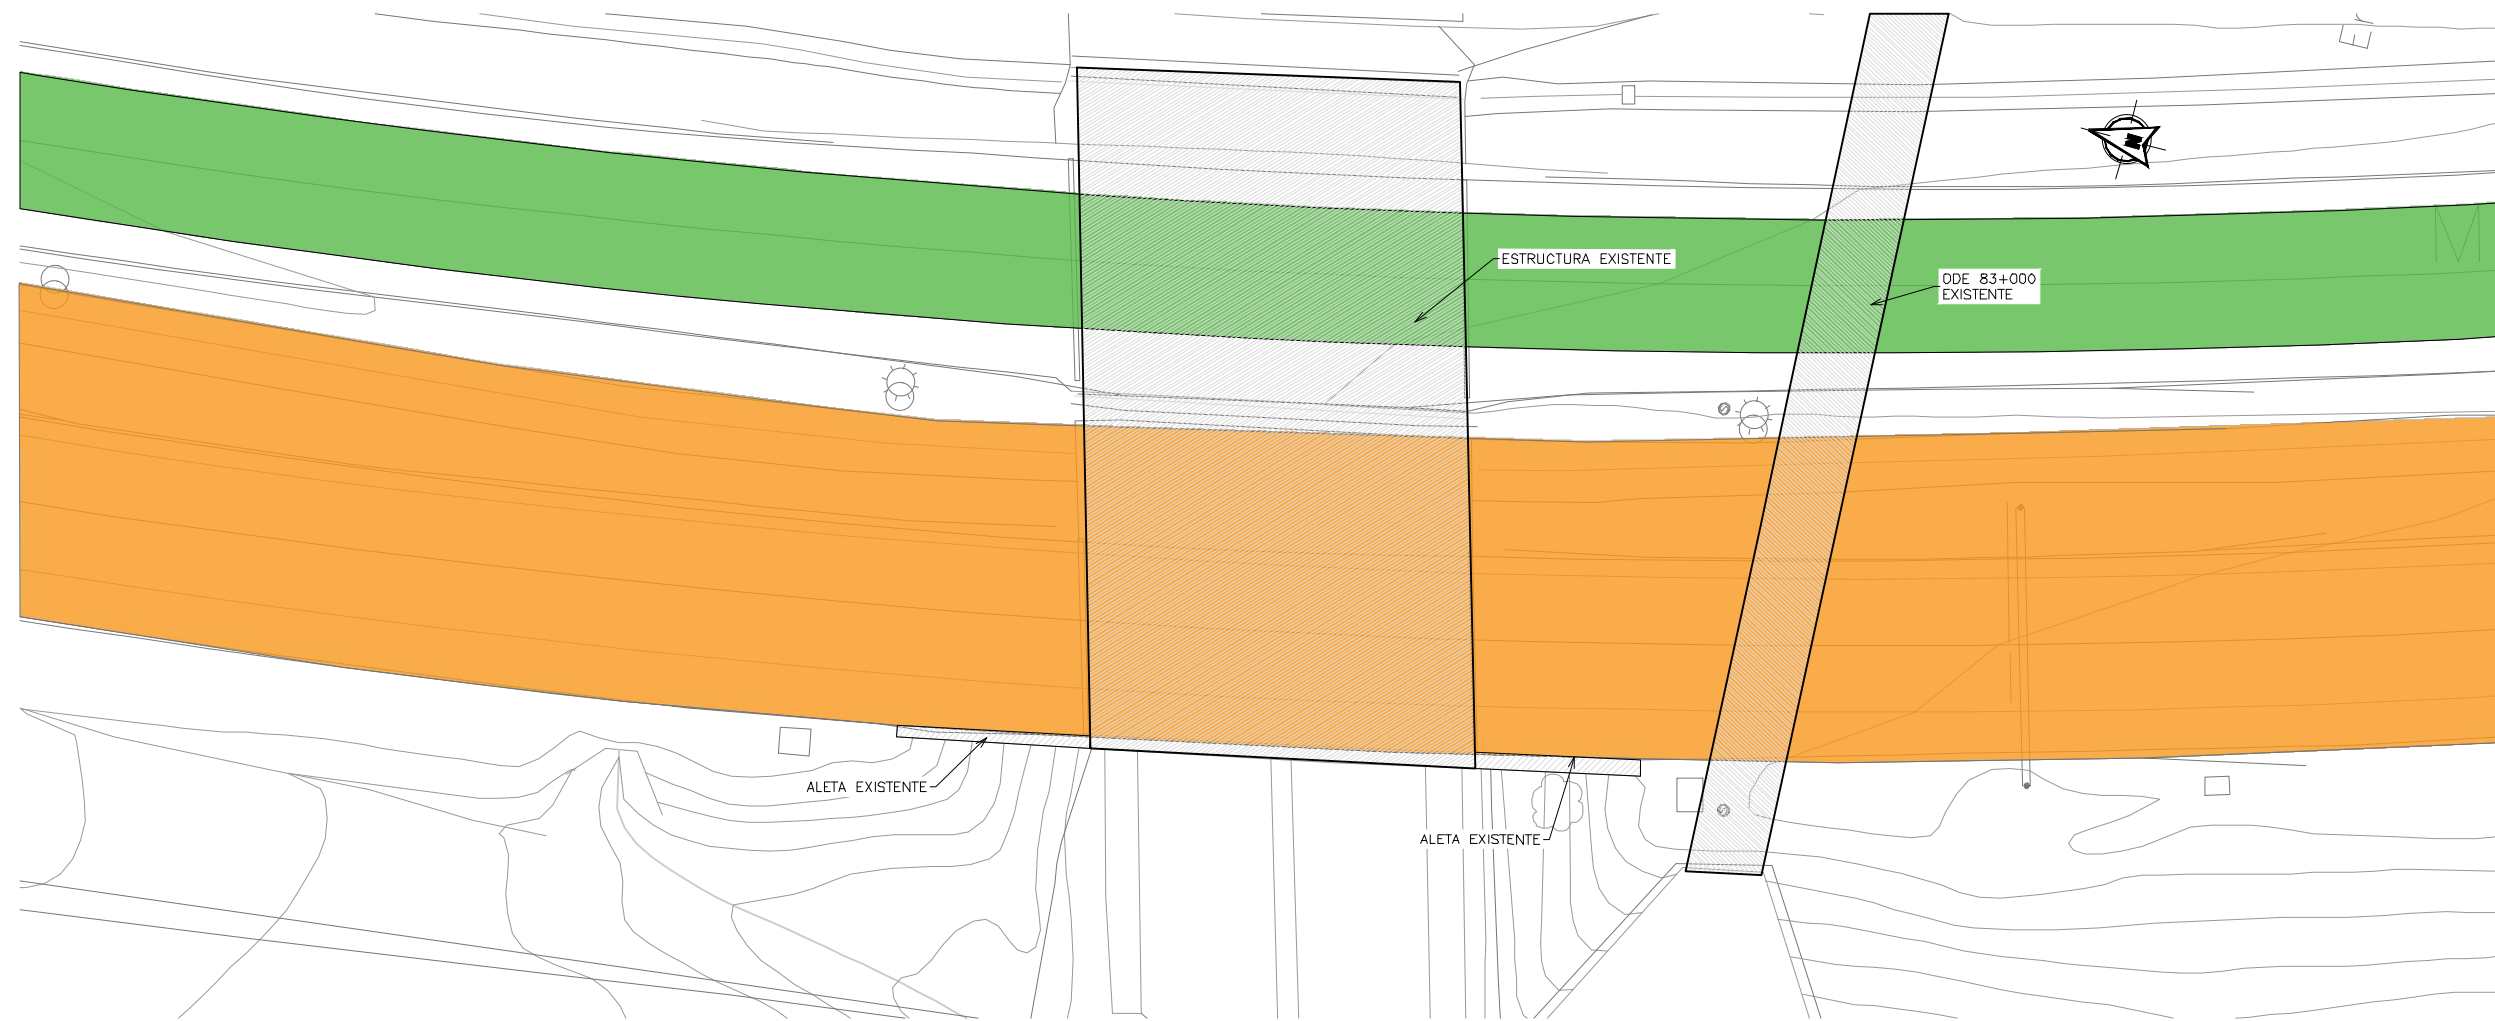 ESTRUCTURA EXISTENTE
ODE 83+000
EXISTENTE
ALETA EXISTENTE
ALETA EXISTENTE